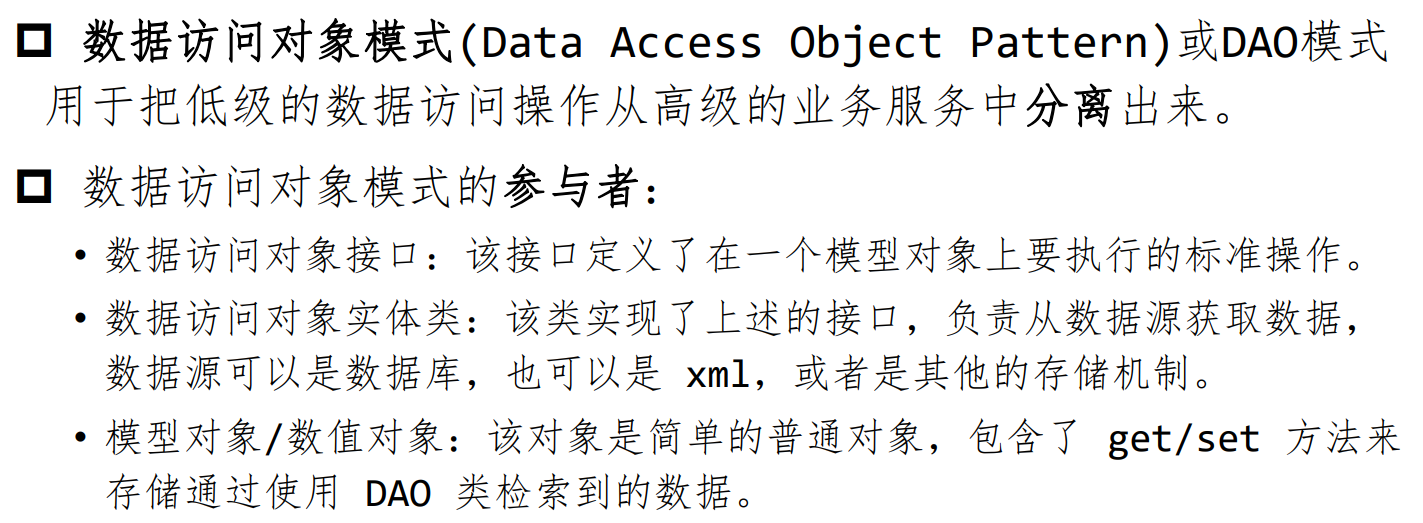 数据访问对象模式(Data Access Object Pattern)或DAO模式
用于把低级的数据访问操作从高级的业务服务中分离出来。
数据访问对象模式的参与者：
• 数据访问对象接口：该接口定义了在一个模型对象上要执行的标准操作。
• 数据访问对象实体类：该类实现了上述的接口，负责从数据源获取数据，
数据源可以是数据库，也可以是 xml，或者是其他的存储机制。
• 模型对象/数值对象：该对象是简单的普通对象，包含了 get/set 方法来
存储通过使用 DAO 类检索到的数据。